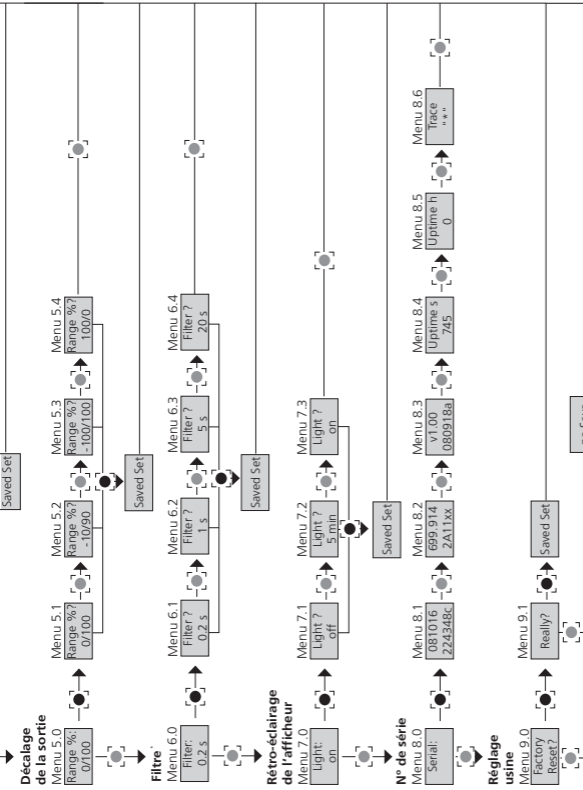 Saved Set
Décalage
de la sortie
Menu 5.0
Range %:
0/100
Menu 5.1
Range %?
0/100
Menu 5.2
Range %?
-10/90
Menu 5.3
Range %?
-100/100
Menu 5.4
Range %?
100/0
Saved Set
Filtre
Menu 6.0
Filter:
0.2 s
Menu 6.1
Filter ?
0.2 s
Menu 6.2
Filter ?
1 s
Menu 6.3
Filter ?
5 s
Menu 6.4
Filter ?
20 s
Saved Set
Rétro-éclairage
de l'afficheur
Menu 7.0
Light:
on
Menu 7.1
Light ?
off
Menu 7.2
Light ?
5 min
Menu 7.3
Light ?
on
Saved Set
N° de série
Menu 8.0
Serial:
Menu 8.1
081016
224348c
Menu 8.2
699.914
2A11xx
Menu 8.3
v1.00
080918a
Menu 8.4
Uptime s
745
Menu 8.5
Uptime h
0
Menu 8.6
Trace
"*"
Réglage
usine
Menu 9.0
Factory
Reset?
Menu 9.1
Really?
Saved Set